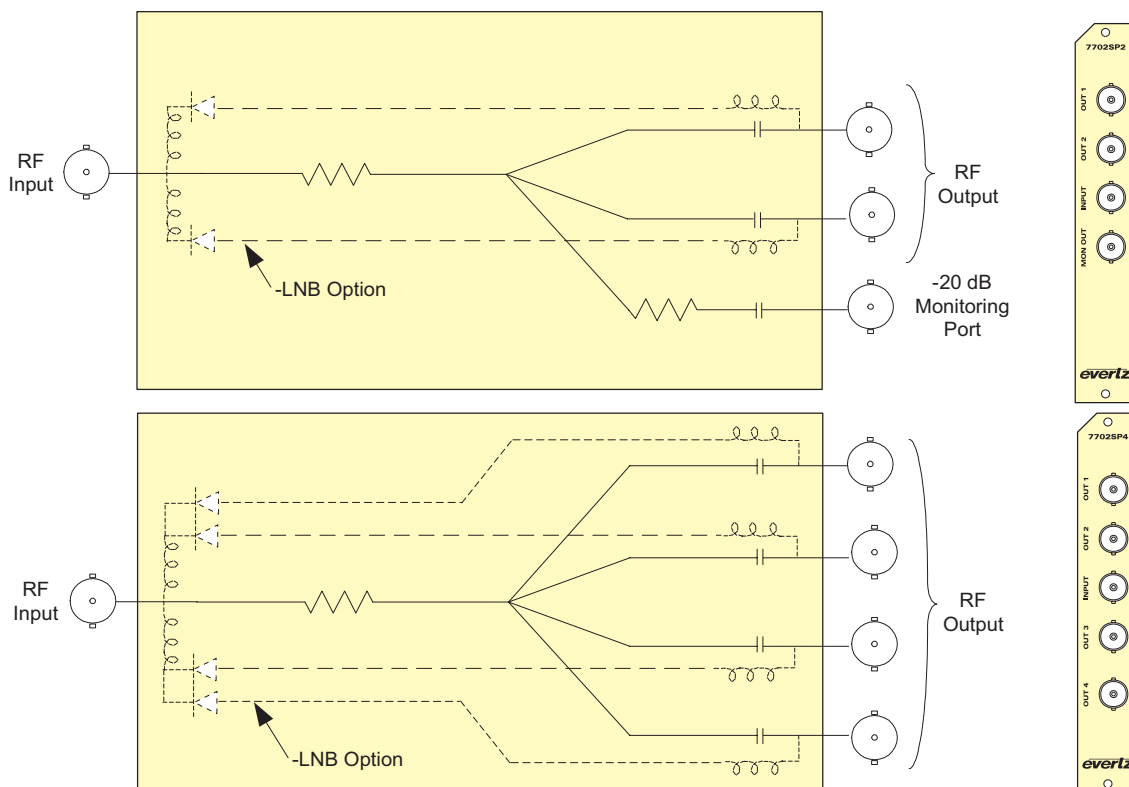 RF
Input
-LNB Option
RF
Output
-20 dB
Monitoring
Port
7702SP2
OUT 1
OUT 2
INPUT
MON OUT
evertz
RF
Input
-LNB Option
RF
Output
7702SP4
OUT 1
OUT 2
INPUT
OUT 3
OUT 4
evertz